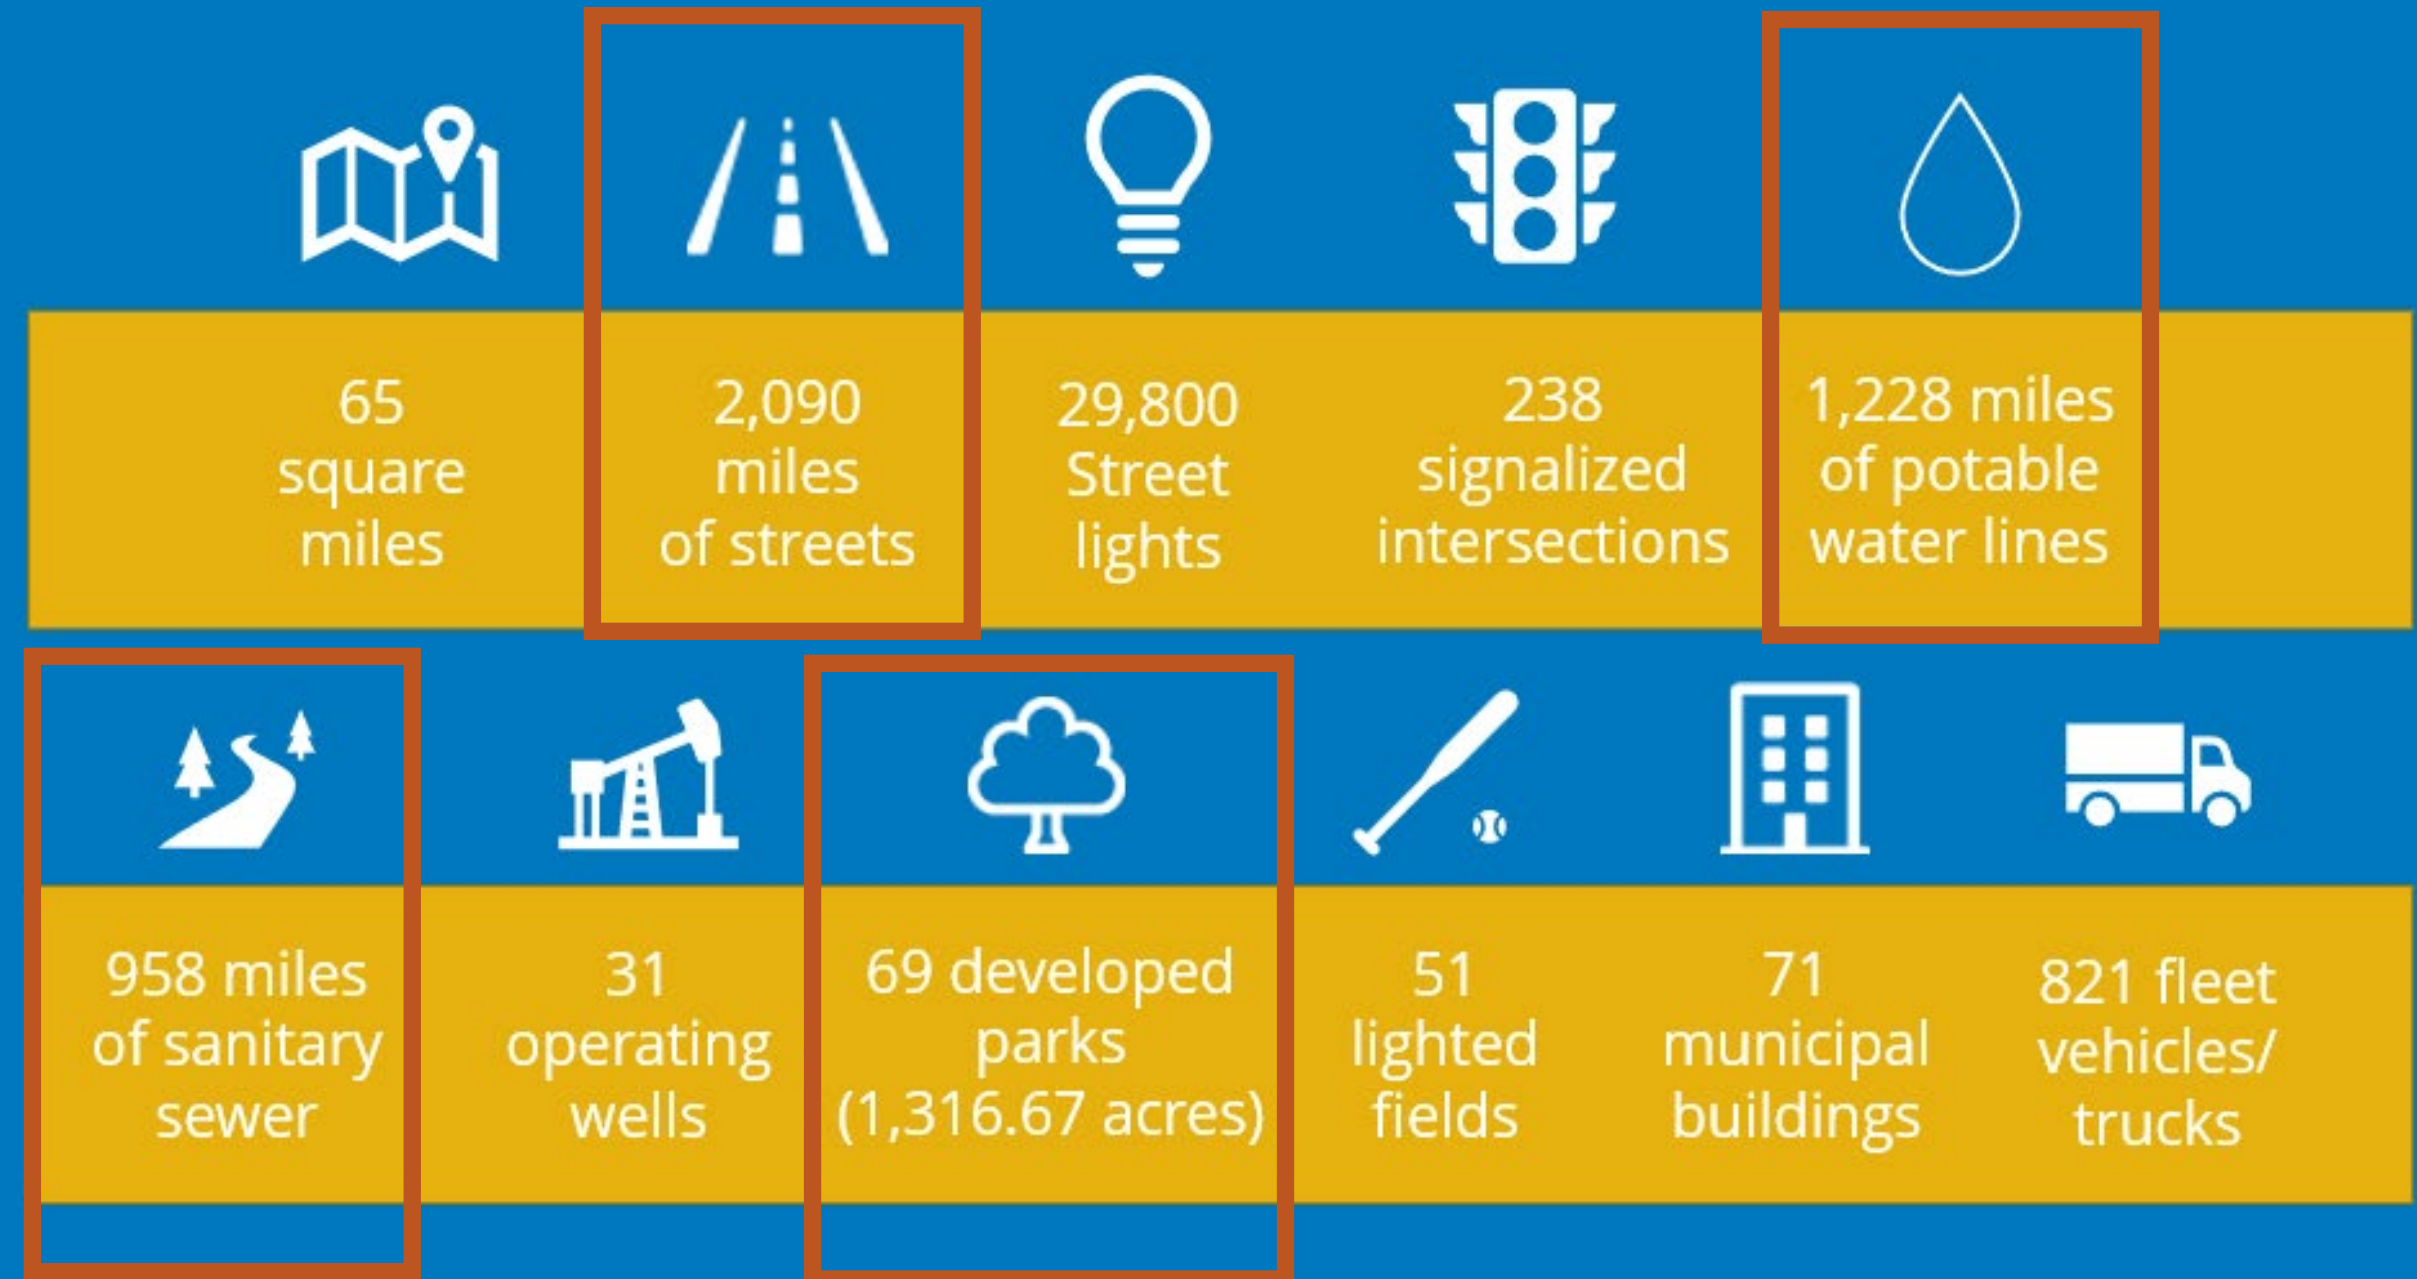 65
square
miles
2,090
miles
of streets
29,800
Street
lights
238
signalized
intersections
1,228 miles
of potable
water lines
958 miles
of sanitary
sewer
31
operating
wells
69 developed
parks
(1,316.67 acres)
51
lighted
fields
71
municipal
buildings
821 fleet
vehicles/
trucks